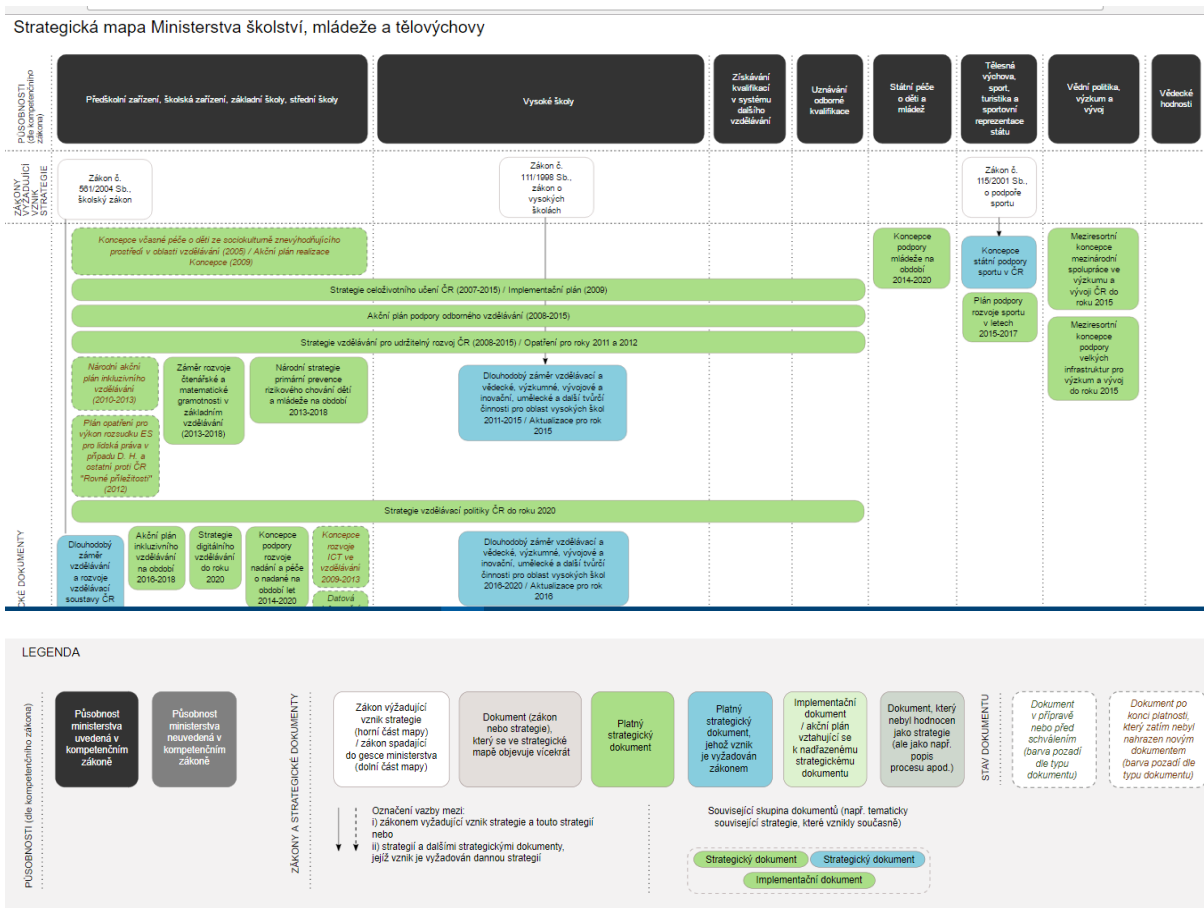 Strategická mapa Ministerstva školství, mládeže a tělovýchovy
PŮSOBNOSTI
(dle kompetenčního
zákona)
Předškolní zařízení, školská zařízení, základní školy, střední školy
Vysoké školy
Získávání
kvalifikací
v systému
dalšího
vzdělávání
Uznávání
odborné
kvalifikace
Státní péče
o děti a
mládež
Tělesná
výchova,
sport,
turistika a
sportovní
reprezentace
státu
Vědní politika,
výzkum a
vývoj
Vědecké
hodnosti
ZÁKONY
VYŽADUJÍCÍ
VZNIK
STRATEGIE
Zákon č.
561/2004 Sb.,
školský zákon
Zákon č.
111/1998 Sb.,
zákon o
vysokých
školách
Zákon č.
115/2001 Sb.,
o podpoře
sportu
CKÉ DOKUMENTY
Koncepce včasné péče o děti ze sociokulturně znevýhodňujícího
prostředí v oblasti vzdělávání (2005) / Akční plán realizace
Koncepce (2009)
Koncepce
podpory
mládeže na
období
2014-2020
Koncepce
státní podpory
sportu v ČR
Meziresortní
koncepce
mezinárodní
spolupráce ve
výzkumu a
vývoji ČR do
roku 2015
Strategie celoživotního učení ČR (2007-2015) / Implementační plán (2009)
Akční plán podpory odborného vzdělávání (2008-2015)
Strategie vzdělávání pro udržitelný rozvoj ČR (2008-2015) / Opatření pro roky 2011 a 2012
Plán podpory
rozvoje sportu
v letech
2015-2017
Meziresortní
koncepce
podpory
velkých
infrastruktur pro
výzkum a vývoj
do roku 2015
Národní akční
plán inkluzivního
vzdělávání
(2010-2013)
Záměr rozvoje
čtenářské a
matematické
gramotnosti v
základním
vzdělávání
(2013-2018)
Národní strategie
primární prevence
rizikového chování dětí
a mládeže na období
2013-2018
Dlouhodobý záměr vzdělávací a
vědecké, výzkumné, vývojové a
inovační, umělecké a další tvůrčí
činnosti pro oblast vysokých škol
2011-2015 / Aktualizace pro rok
2015
Plán opatření pro
výkon rozsudku ES
pro lidská práva v
případu D. H. a
ostatní proti ČR
"Rovné příležitosti"
(2012)
Strategie vzdělávací politiky ČR do roku 2020
Dlouhodobý
záměr
vzdělávání
a rozvoje
vzdělávací
soustavy ČR
Akční plán
inkluzivního
vzdělávání
na období
2016-2018
Strategie
digitálního
vzdělávání
do roku
2020
Koncepce
podpory
rozvoje
nadání a péče
o nadané na
období let
2014-2020
Koncepce
rozvoje
ICT ve
vzdělávání
2009-2013
Datová
Dlouhodobý záměr vzdělávací a
vědecké, výzkumné, vývojové a
inovační, umělecké a další tvůrčí
činnosti pro oblast vysokých škol
2016-2020 / Aktualizace pro rok
2016
LEGENDA
PŮSOBNOSTI (dle kompetenčního zákona)
Působnost
ministerstva
uvedená v
kompetenčním
zákoně
Působnost
ministerstva
neuvedená v
kompetenčním
zákoně
ZÁKONY A STRATEGICKÉ DOKUMENTY
Zákon výžadující
vznik strategie
(horní část mapy)
/ zákon spadající
do gesce ministerstva
(dolní část mapy)
Dokument (zákon
nebo strategie),
který se ve strategické
mapě objevuje vícekrát
Platný
strategický
dokument
Platný
strategický
dokument,
jehož vznik
je vyžadován
zákonem
Implementační
dokument
/ akční plán
vztahující se
k nadřazenému
strategickému
dokumentu
Dokument, který
nebyl hodnocen
jako strategie
(ale jako např.
popis
procesu apod.)
STAV DOKUMENTU
Dokument
v přípravě
nebo před
schválením
(barva pozadí
dle typu
dokumentu)
Dokument po
konci platnosti,
který zatím nebyl
nahrazen novým
dokumentem
(barva pozadí dle
typu dokumentu)
Označení vazby mezi:
i) zákonem vyžadující vznik strategie a touto strategií
nebo
ii) strategií a dalšími strategickými dokumenty,
jejíž vznik je vyžadován dannou strategií
Související skupina dokumentů (např. tematicky
související strategie, které vznikly současně)
Strategický dokument
Strategický dokument
Implementační dokument